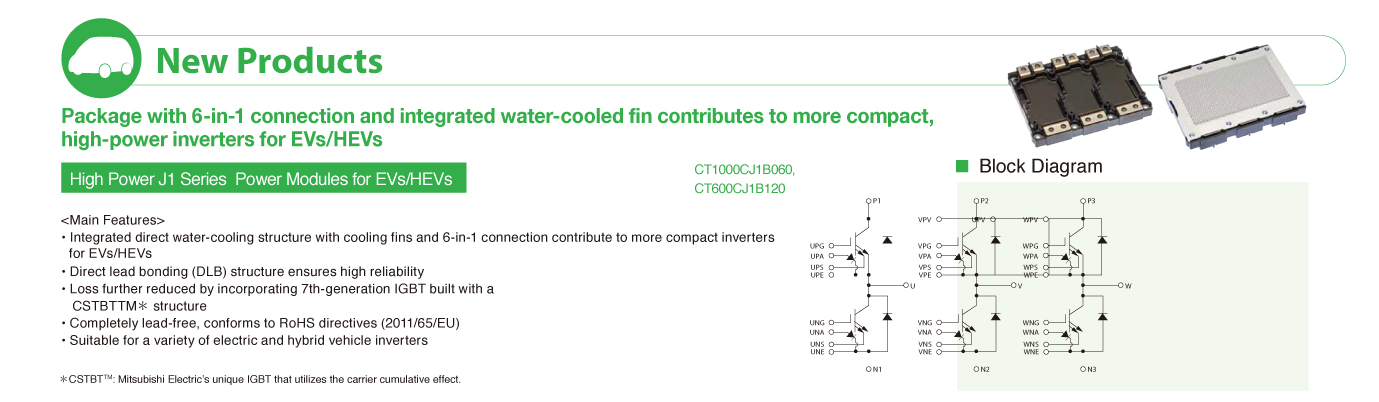 New Products
Package with 6-in-1 connection and integrated water-cooled fin contributes to more compact,
high-power inverters for EVs/HEVs
High Power J1 Series Power Modules for EVs/HEVs
CT1000CJ1B060,
CT600CJ1B120
<Main Features>
・Integrated direct water-cooling structure with cooling fins and 6-in-1 connection contribute to more compact inverters
for EVs/HEVs
・Direct lead bonding (DLB) structure ensures high reliability
・Loss further reduced by incorporating 7th-generation IGBT built with a
CSTBTTM＊ structure
・Completely lead-free, conforms to RoHS directives (2011/65/EU)
・Suitable for a variety of electric and hybrid vehicle inverters
＊CSTBT™: Mitsubishi Electric's unique IGBT that utilizes the carrier cumulative effect.
■ Block Diagram
P1 P2 P3
VPV UPV WPV
UPG VPG WPG
UPA VPA WPA
UPS VPS WPS
UPE VPE WPE
U V W
UNG VNG WNG
UNA VNA WNA
UNS VNS WNS
UNE VNE WNE
N1 N2 N3